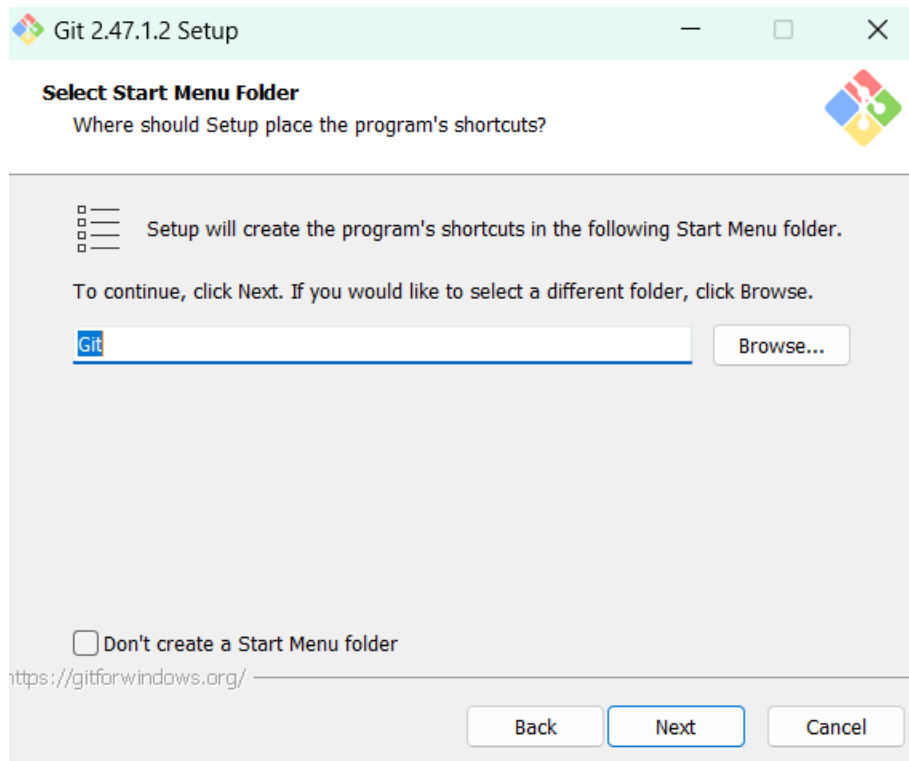 Git 2.47.1.2 Setup
Select Start Menu Folder
Where should Setup place the program's shortcuts?
Setup will create the program's shortcuts in the following Start Menu folder.
To continue, click Next. If you would like to select a different folder, click Browse.
Git
Browse...
Don't create a Start Menu folder
https://gitforwindows.org/
Back
Next
Cancel